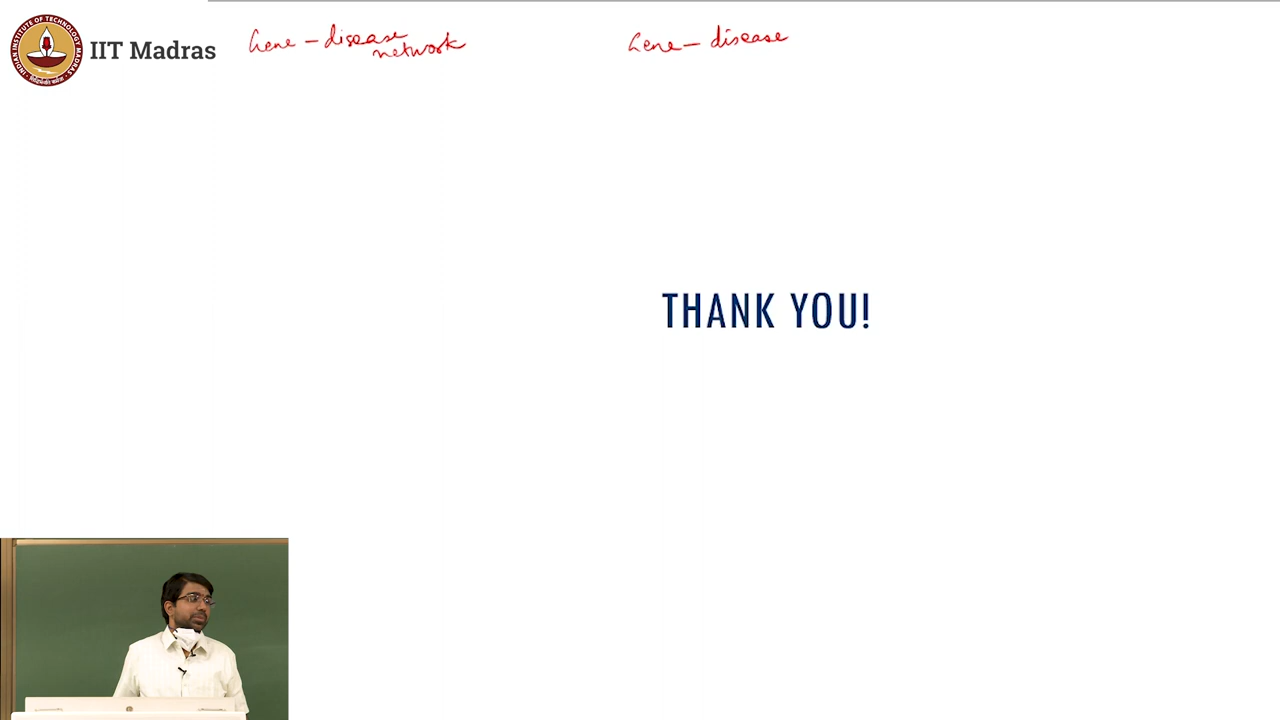 IIT Madras
Gene - disease
network
Gene - disease
THANK YOU!